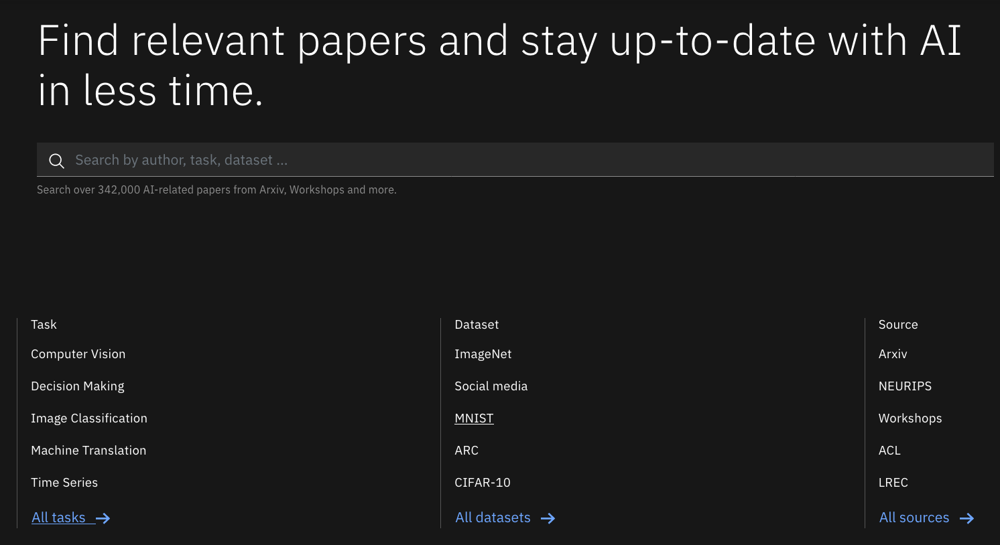 Find relevant papers and stay up-to-date with AI
in less time.
Search by author, task, dataset ...
Search over 342,000 AI-related papers from Arxiv, Workshops and more.
Task
Computer Vision
Decision Making
Image Classification
Machine Translation
Time Series
All tasks
Dataset
ImageNet
Social media
MNIST
ARC
CIFAR-10
All datasets
Source
Arxiv
NEURIPS
Workshops
ACL
LREC
All sources